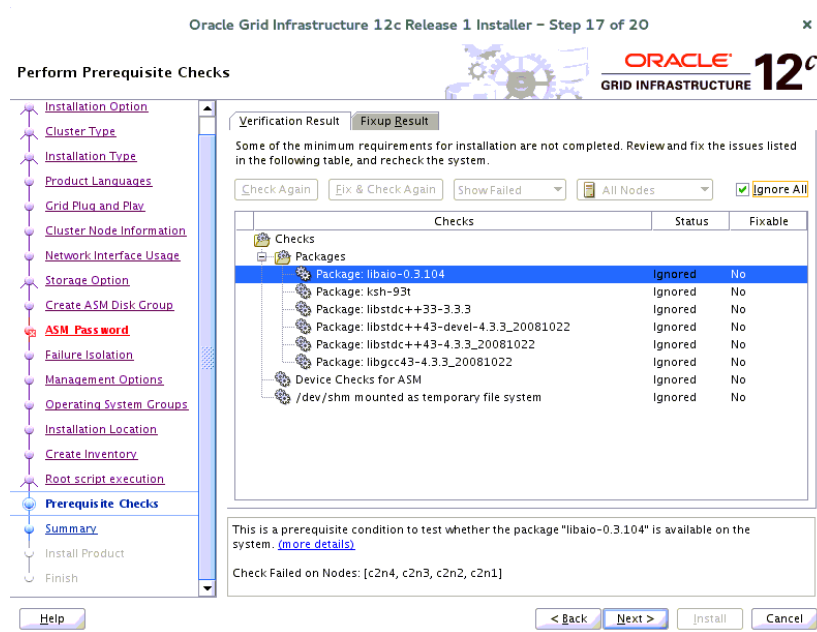 Oracle Grid Infrastructure 12c Release 1 Installer – Step 17 of 20
Perform Prerequisite Checks
ORACLE
GRID INFRASTRUCTURE
12c
Installation Option
Cluster Type
Installation Type
Product Languages
Grid Plug and Play
Cluster Node Information
Network Interface Usage
Storage Option
Create ASM Disk Group
ASM Password
Failure Isolation
Management Options
Operating System Groups
Installation Location
Create Inventory
Root script execution
Prerequisite Checks
Summary
Install Product
Finish
Verification Result
Fixup Result
Some of the minimum requirements for installation are not completed. Review and fix the issues listed
in the following table, and recheck the system.
Check Again
Fix & Check Again
Show Failed
All Nodes
Ignore All
Checks Status Fixable
Checks
Packages
Package: libaio-0.3.104 Ignored No
Package: ksh-93t Ignored No
Package: libstdc++33-3.3.3 Ignored No
Package: libstdc++43-devel-4.3.3_20081022 Ignored No
Package: libstdc++43-4.3.3_20081022 Ignored No
Package: libgcc43-4.3.3_20081022 Ignored No
Device Checks for ASM Ignored No
/dev/shm mounted as temporary file system Ignored No
This is a prerequisite condition to test whether the package "libaio-0.3.104" is available on the
system. (more details)
Check Failed on Nodes: [c2n4, c2n3, c2n2, c2n1]
Help
< Back
Next >
Install
Cancel